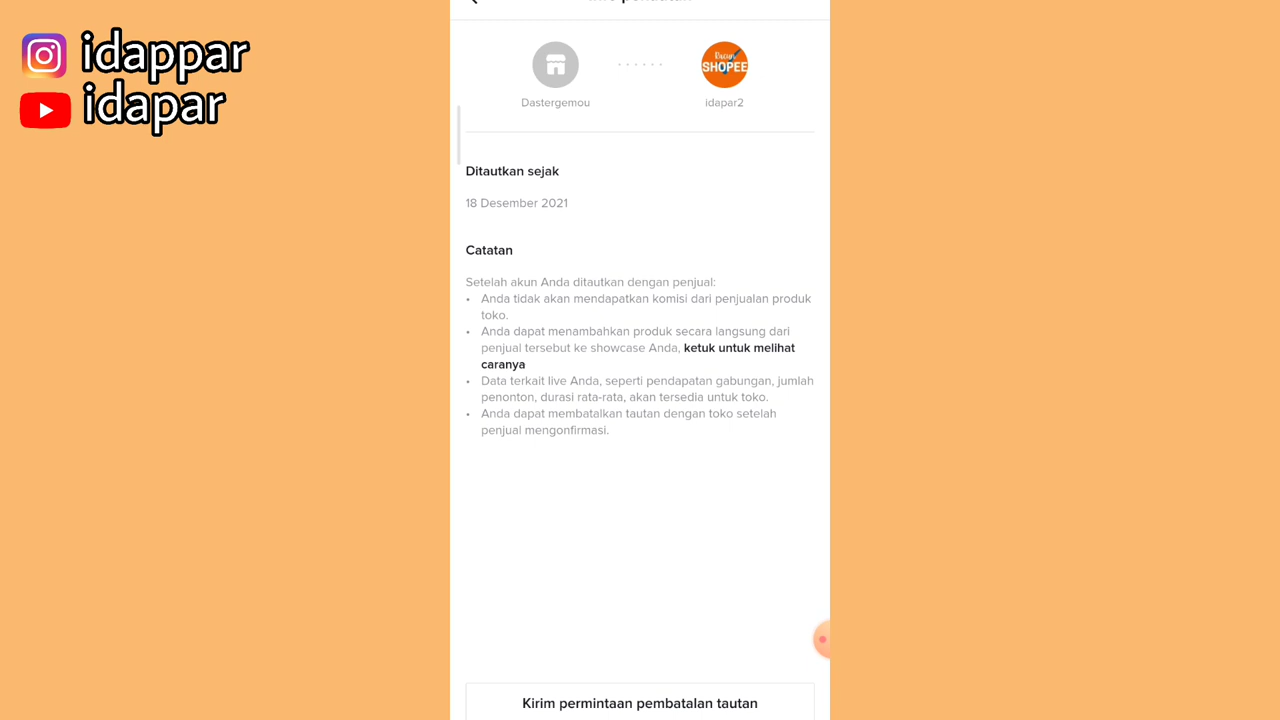 idappar
idapar
SHOPEE
Dastergemou
idapar2
Ditautkan sejak
18 Desember 2021
Catatan
Setelah akun Anda ditautkan dengan penjual:
• Anda tidak akan mendapatkan komisi dari penjualan produk
toko.
• Anda dapat menambahkan produk secara langsung dari
penjual tersebut ke showcase Anda, ketuk untuk melihat
caranya
• Data terkait live Anda, seperti pendapatan gabungan, jumlah
penonton, durasi rata-rata, akan tersedia untuk toko.
• Anda dapat membatalkan tautan dengan toko setelah
penjual mengonfirmasi.
Kirim permintaan pembatalan tautan